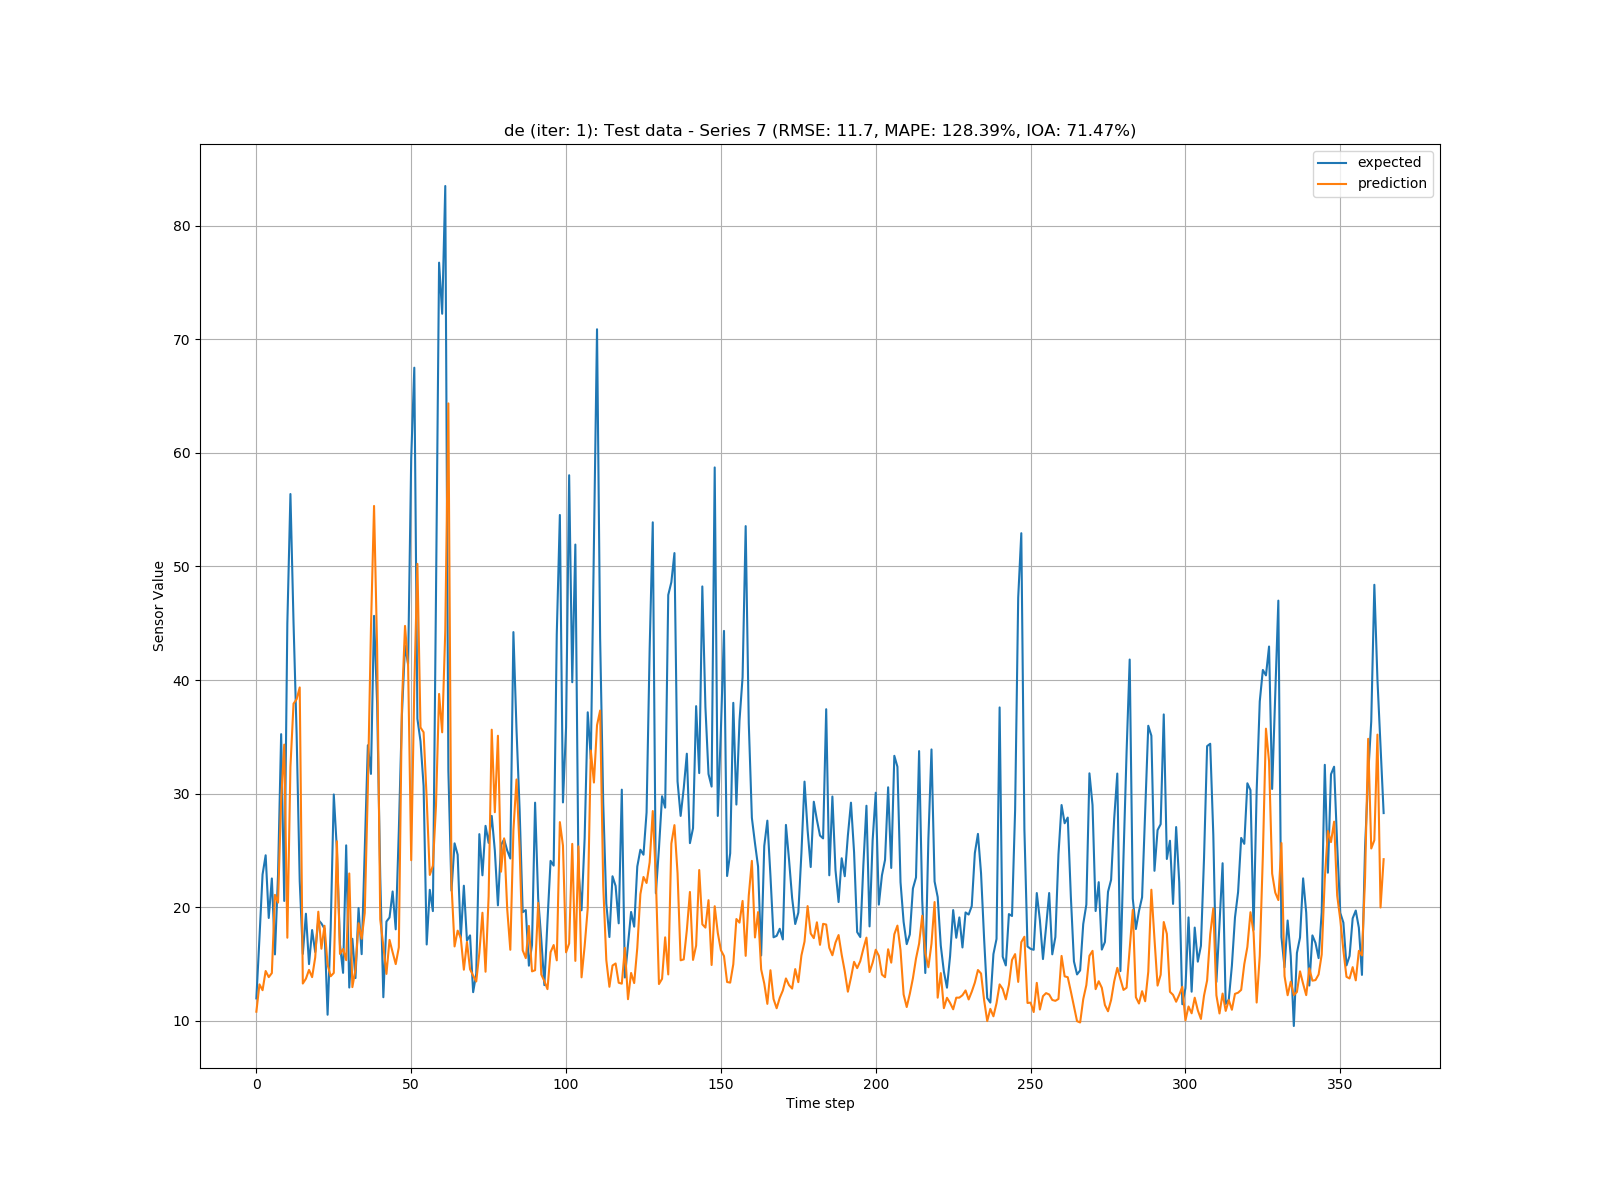 de (iter: 1): Test data - Series 7 (RMSE: 11.7, MAPE: 128.39%, IOA: 71.47%)
expected
prediction
80
70
60
50
40
30
20
10
Sensor Value
0 50 100 150 200 250 300 350
Time step